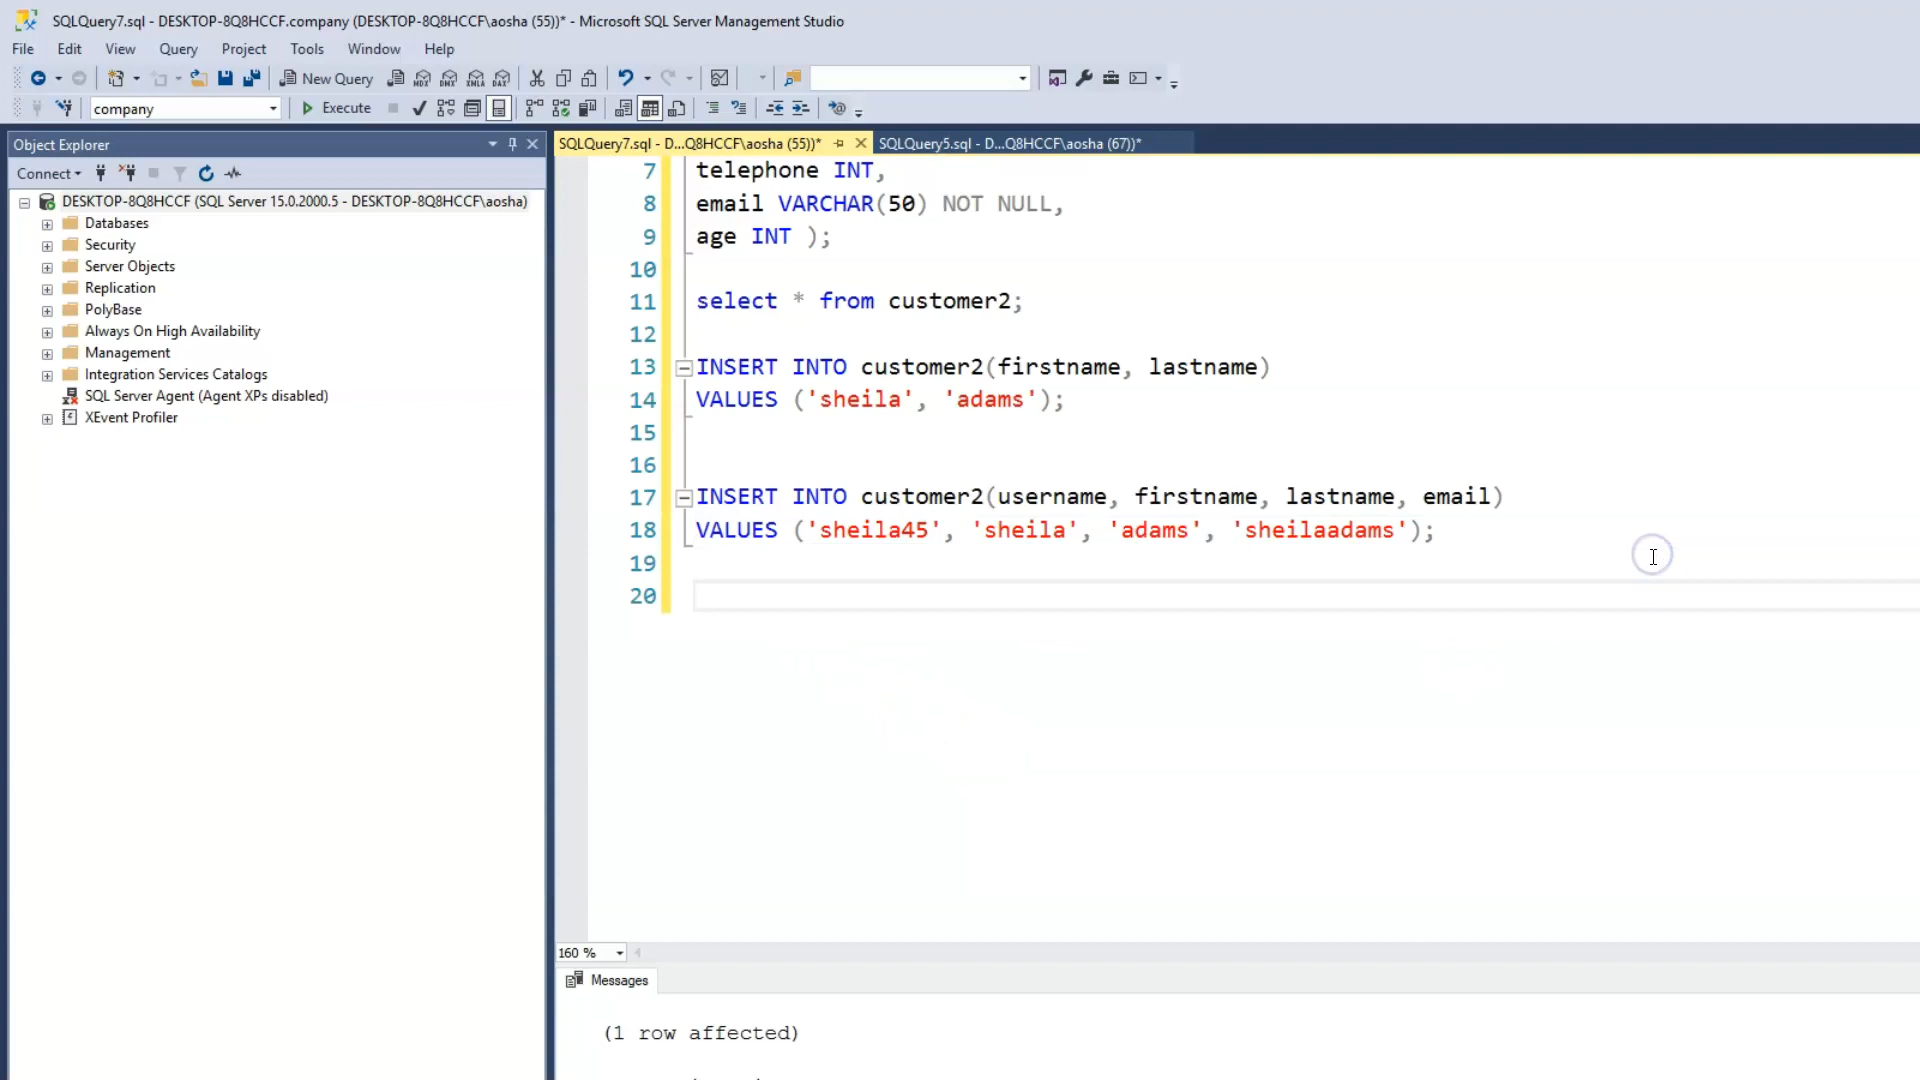 SQLQuery7.sql - DESKTOP-8Q8HCCF.company (DESKTOP-8Q8HCCF\aosha (55))* - Microsoft SQL Server Management Studio
File Edit View Query Project Tools Window Help
New Query MDX DMX XMLA DAX
company Execute
Object Explorer
Connect
DESKTOP-8Q8HCCF (SQL Server 15.0.2000.5 - DESKTOP-8Q8HCCF\aosha)
Databases
Security
Server Objects
Replication
PolyBase
Always On High Availability
Management
Integration Services Catalogs
SQL Server Agent (Agent XPs disabled)
XEvent Profiler
SQLQuery7.sql - D...Q8HCCF\aosha (55))* SQLQuery5.sql - D...Q8HCCF\aosha (67))*
7 telephone INT,
8 email VARCHAR(50) NOT NULL,
9 age INT );
10
11 select * from customer2;
12
13 INSERT INTO customer2(firstname, lastname)
14 VALUES ('sheila', 'adams');
15
16
17 INSERT INTO customer2(username, firstname, lastname, email)
18 VALUES ('sheila45', 'sheila', 'adams', 'sheilaadams');
19
20
160 %
Messages
(1 row affected)